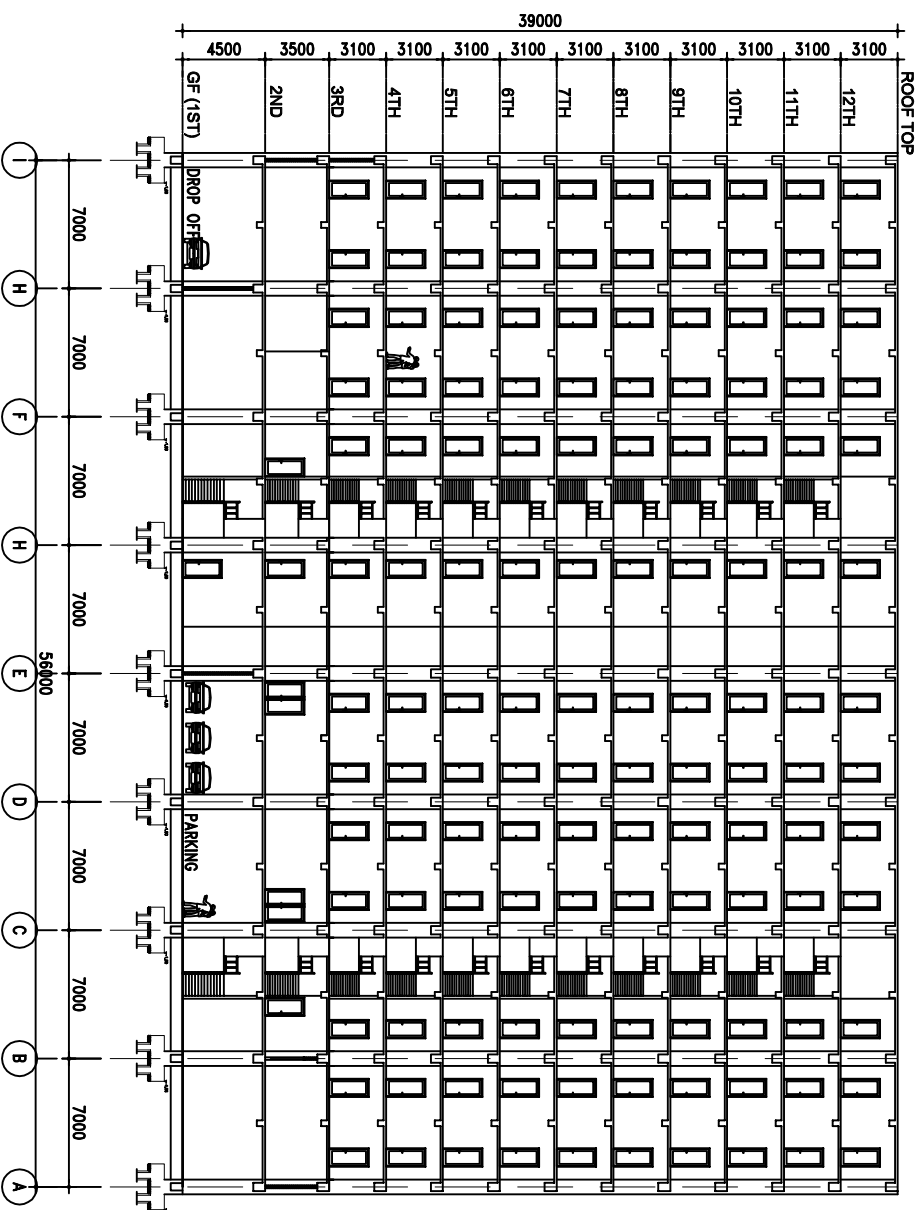 39000
4500 3500 3100 3100 3100 3100 3100 3100 3100 3100 3100 3100
ROOF TOP
12TH
11TH
10TH
9TH
8TH
7TH
6TH
5TH
4TH
3RD
2ND
GF (1ST)
DROP OFF
PARKING
7000 7000 7000 7000 7000 7000 7000 7000
56000
I H F H E D C B A